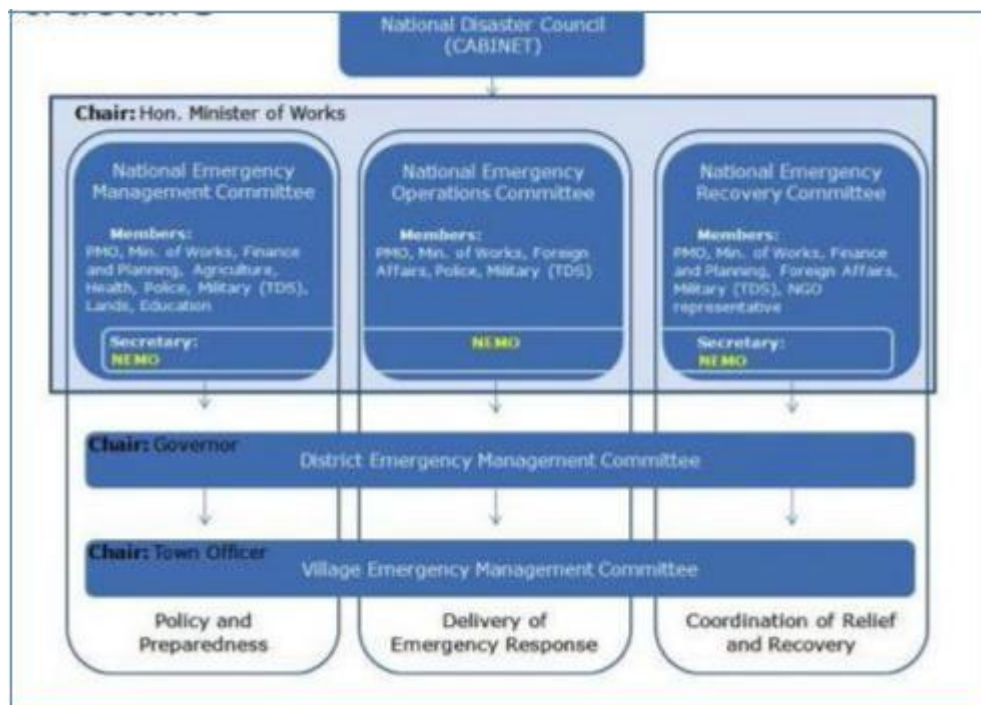 National Disaster Council
(CABINET)
Chair: Hon. Minister of Works
National Emergency
Management Committee
Members:
PMO, Min. of Works, Finance
and Planning, Agriculture,
Health, Police, Military (TDS),
Lands, Education
Secretary:
NEMO
National Emergency
Operations Committee
Members:
PMO, Min. of Works, Foreign
Affairs, Police, Military (TDS)
NEMO
National Emergency
Recovery Committee
Members:
PMO, Min. of Works, Finance
and Planning, Foreign Affairs,
Military (TDS), NGO
representative
Secretary:
NEMO
Chair: Governor
District Emergency Management Committee
Chair: Town Officer
Village Emergency Management Committee
Policy and
Preparedness
Delivery of
Emergency Response
Coordination of Relief
and Recovery